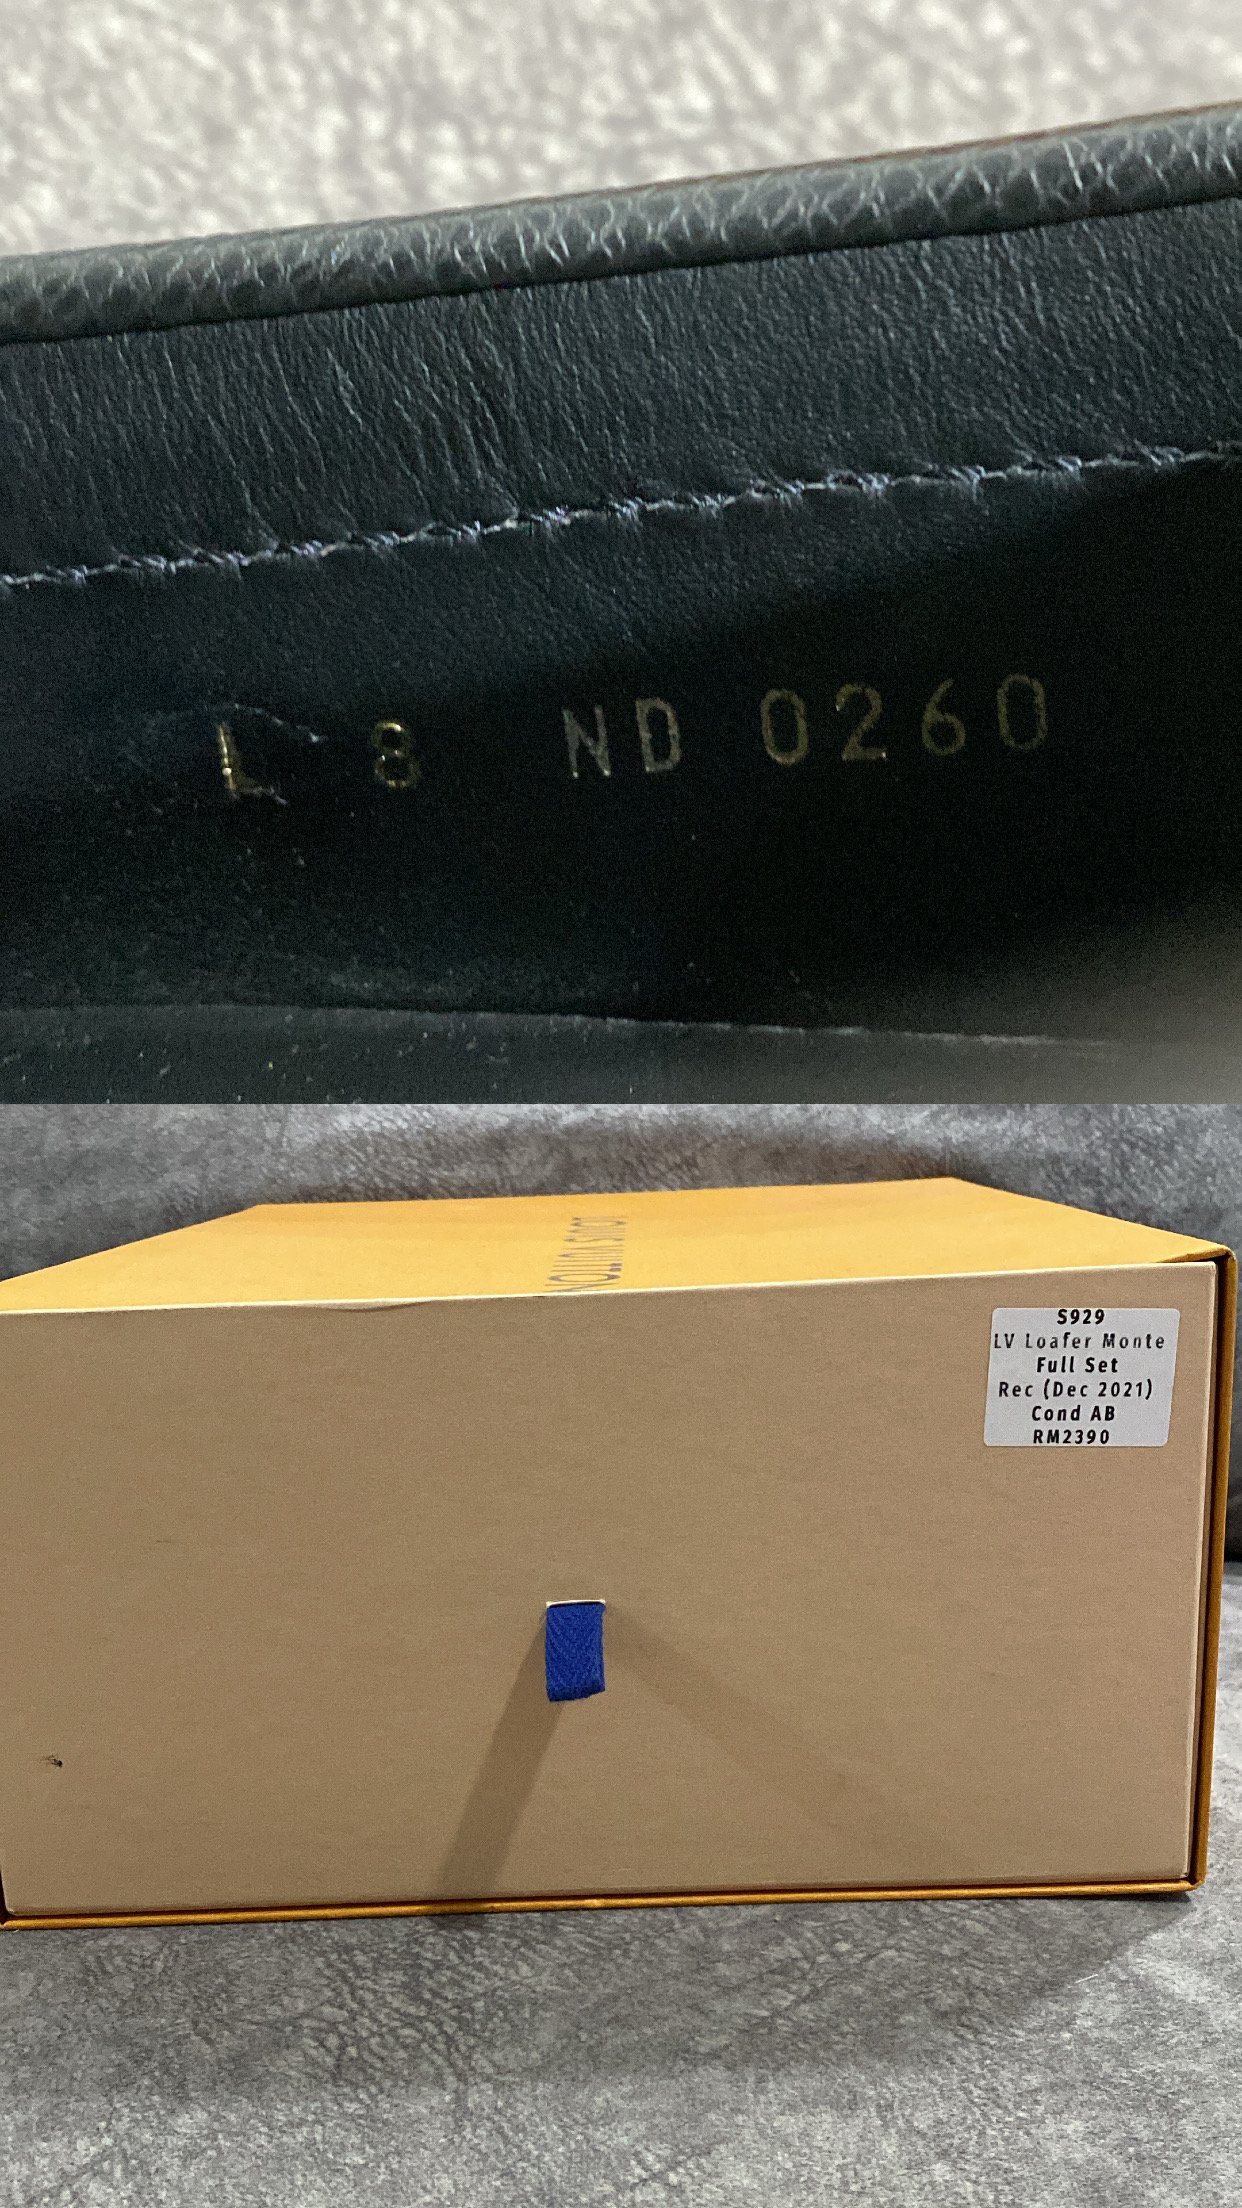 L 8 ND 0260
LOUIS VUITTON
S929
LV Loafer Monte
Full Set
Rec (Dec 2021)
Cond AB
RM2390